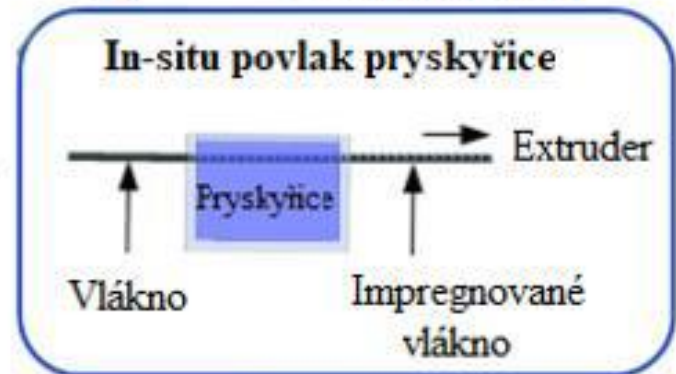 In-situ povlak pryskyřice
Extruder
Pryskyřice
Vlákno
Impregnované
vlákno